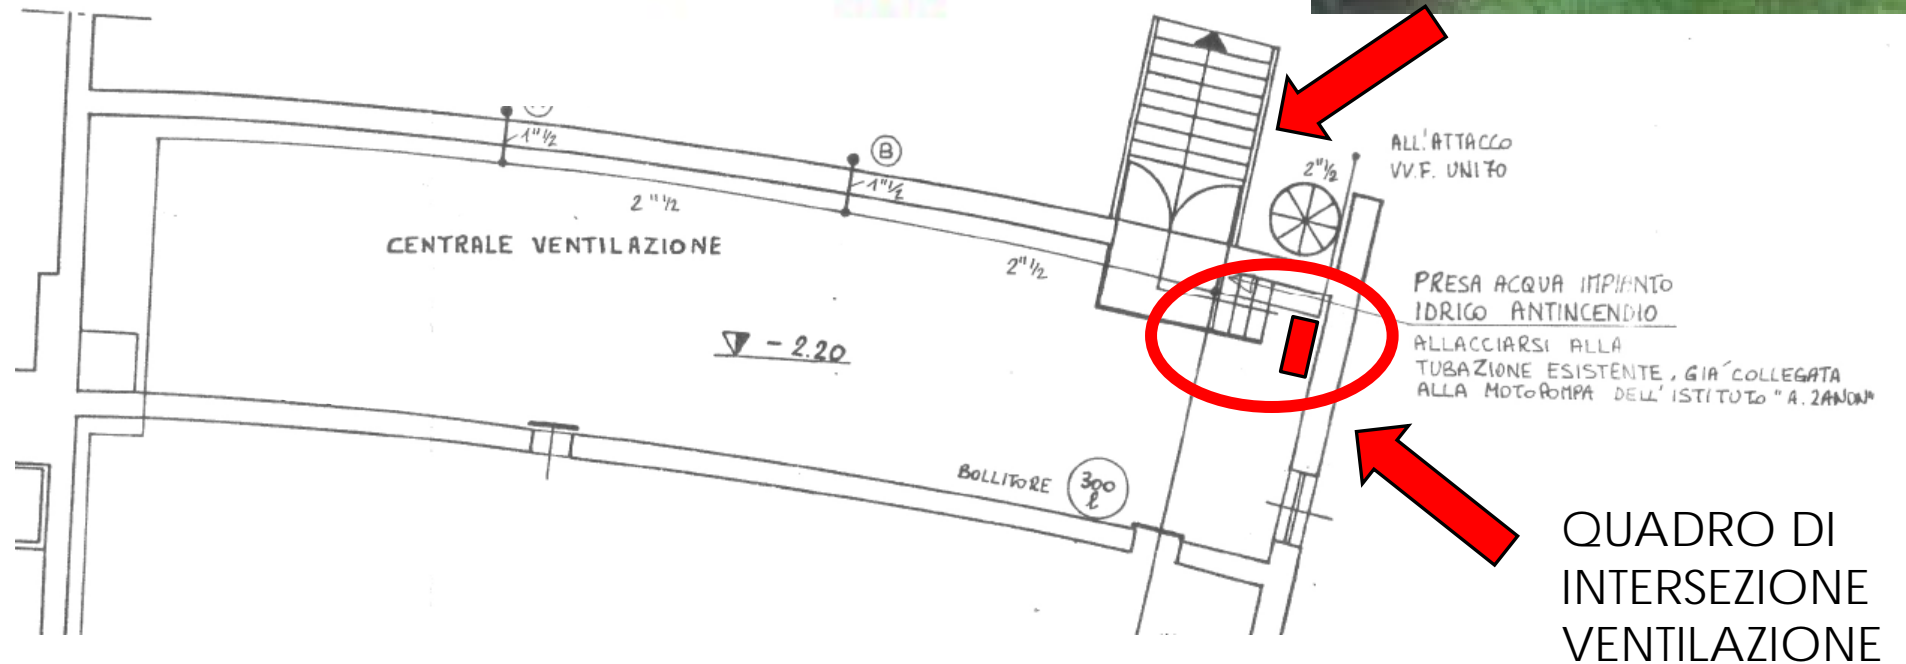 1"½
B
1"½
2"½
CENTRALE VENTILAZIONE
2"½
- 2.20
BOLLITORE
300
l
2"½
ALL'ATTACCO
VV.F. UNI70
PRESA ACQUA IMPIANTO
IDRICO ANTINCENDIO
ALLACCIARSI ALLA
TUBAZIONE ESISTENTE, GIA' COLLEGATA
ALLA MOTOPOMPA DELL'ISTITUTO "A. ZANON"
QUADRO DI
INTERSEZIONE
VENTILAZIONE